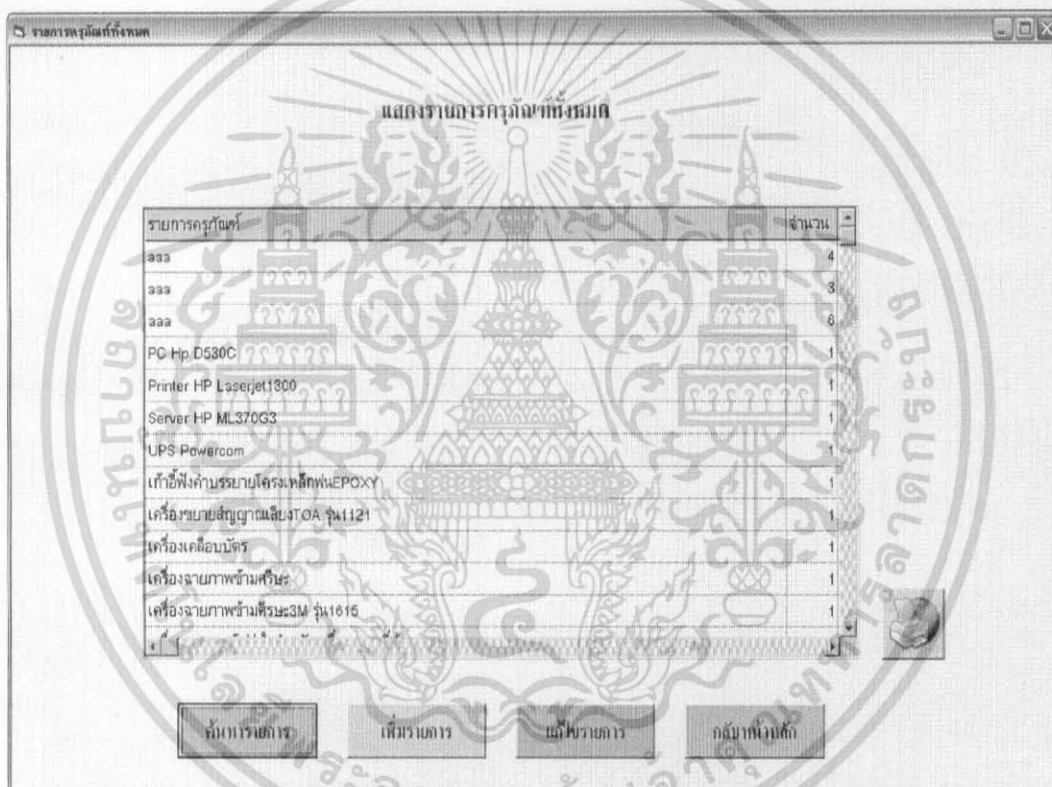 รายการครุภัณฑ์ทั้งหมด
แสดงรายการครุภัณฑ์ทั้งหมด
รายการครุภัณฑ์ จำนวน
ลลล 4
ลลล 3
ลลล 6
PC Hp D530C 1
Printer HP Laserjet1300 1
Server HP ML370G3 1
UPS Powercom 1
เก้าอี้ฟังคำบรรยายโครงเหล็กพ่นEPOXY 1
เครื่องขยายสัญญาณเสียงTOA รุ่น1121 1
เครื่องเคลือบบัตร 1
เครื่องฉายภาพข้ามศรีษะ 1
เครื่องฉายภาพข้ามศีรษะ3M รุ่น1615 1
ค้นหารายการ เพิ่มรายการ แก้ไขรายการ กลับหน้าหลัก